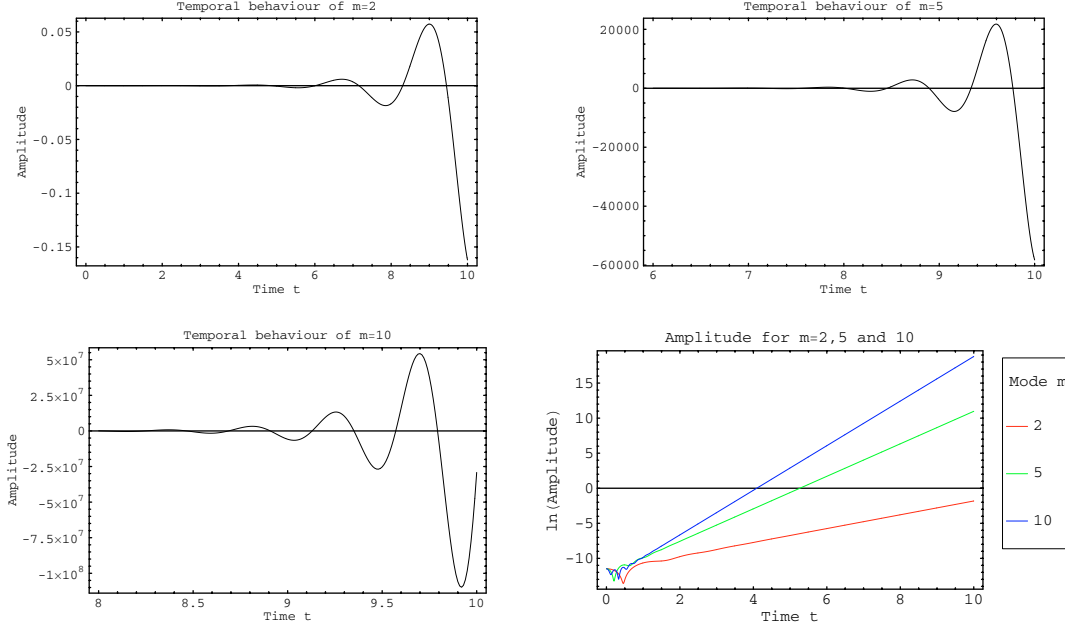 Temporal behaviour of m=2
0.05
0
-0.05
-0.1
-0.15
Amplitude
0 2 4 6 8 10
Time t
Temporal behaviour of m=5
20000
0
-20000
-40000
-60000
Amplitude
6 7 8 9 10
Time t
Temporal behaviour of m=10
5×10⁷
2.5×10⁷
0
-2.5×10⁷
-5×10⁷
-7.5×10⁷
-1×10⁸
Amplitude
8 8.5 9 9.5 10
Time t
Amplitude for m=2,5 and 10
15
10
5
0
-5
-10
ln(Amplitude)
0 2 4 6 8 10
Time t
Mode m
2
5
10